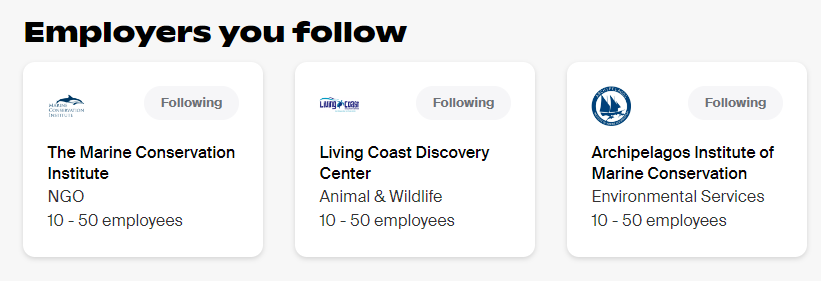 Employers you follow
MARINE
CONSERVATION
INSTITUTE
Following
The Marine Conservation
Institute
NGO
10 - 50 employees
LIVING COAST
Following
Living Coast Discovery
Center
Animal & Wildlife
10 - 50 employees
Following
Archipelagos Institute of
Marine Conservation
Environmental Services
10 - 50 employees